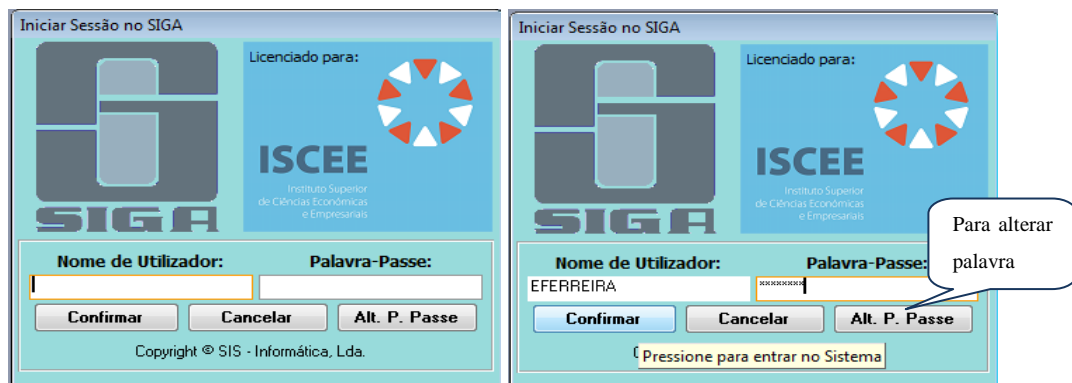 Iniciar Sessão no SIGA
Licenciado para:
ISCEE
Instituto Superior
de Ciências Económicas
e Empresariais
SIGA
Nome de Utilizador: Palavra-Passe:
Confirmar Cancelar Alt. P. Passe
Copyright © SIS - Informática, Lda.
Iniciar Sessão no SIGA
Licenciado para:
ISCEE
Instituto Superior
de Ciências Económicas
e Empresariais
SIGA
Para alterar
palavra
Nome de Utilizador: Palavra-Passe:
EFERREIRA ********
Confirmar Cancelar Alt. P. Passe
Pressione para entrar no Sistema